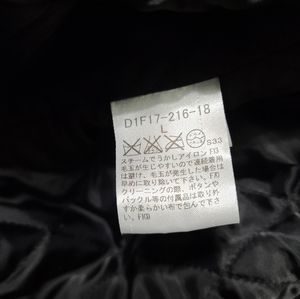 D1F17-216-18
L
S33
スチームでうかしアイロン F(I)
毛玉が生じやすいので連続着用
は避け、毛玉が発生した場合は
早めに取り除いて下さい。F(F)
クリーニングの際、ボタンや
バックル等の付属品は取り外
すか柔らかい布で包んで下さ
い。F(G)